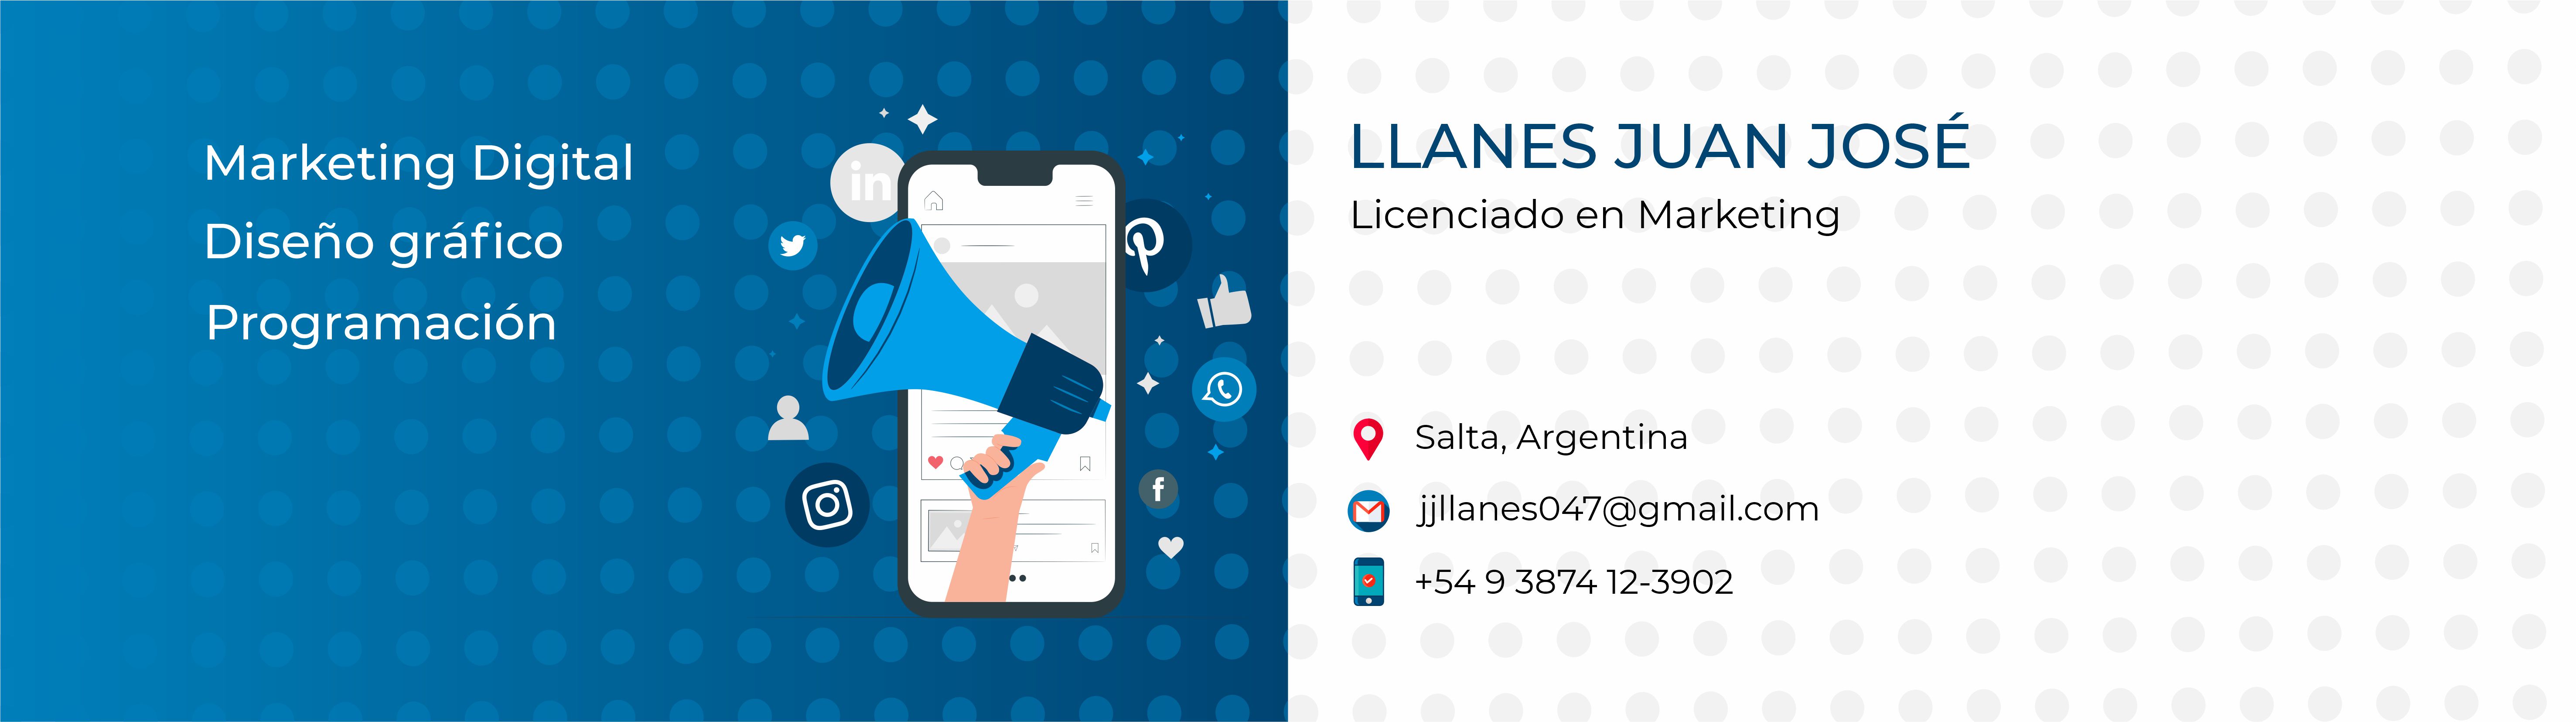 Marketing Digital
Diseño gráfico
Programación
in
f
LLANES JUAN JOSÉ
Licenciado en Marketing
Salta, Argentina
jjllanes047@gmail.com
+54 9 3874 12-3902